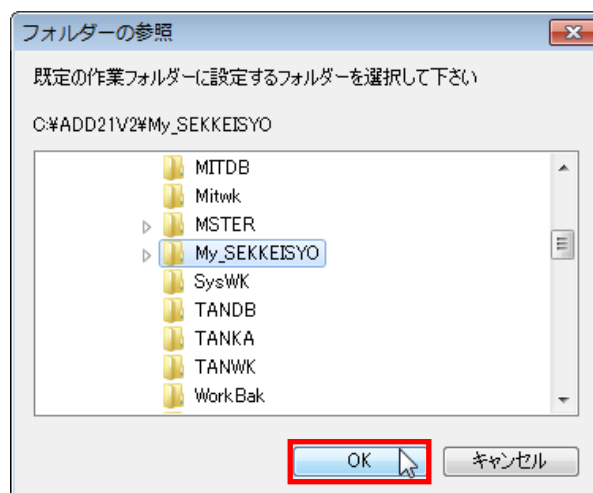 フォルダーの参照
既定の作業フォルダーに設定するフォルダーを選択して下さい
C:¥ADD21V2¥My_SEKKEISYO
MITDB
Mitwk
MSTER
My_SEKKEISYO
SysWK
TANDB
TANKA
TANWK
WorkBak
OK
キャンセル